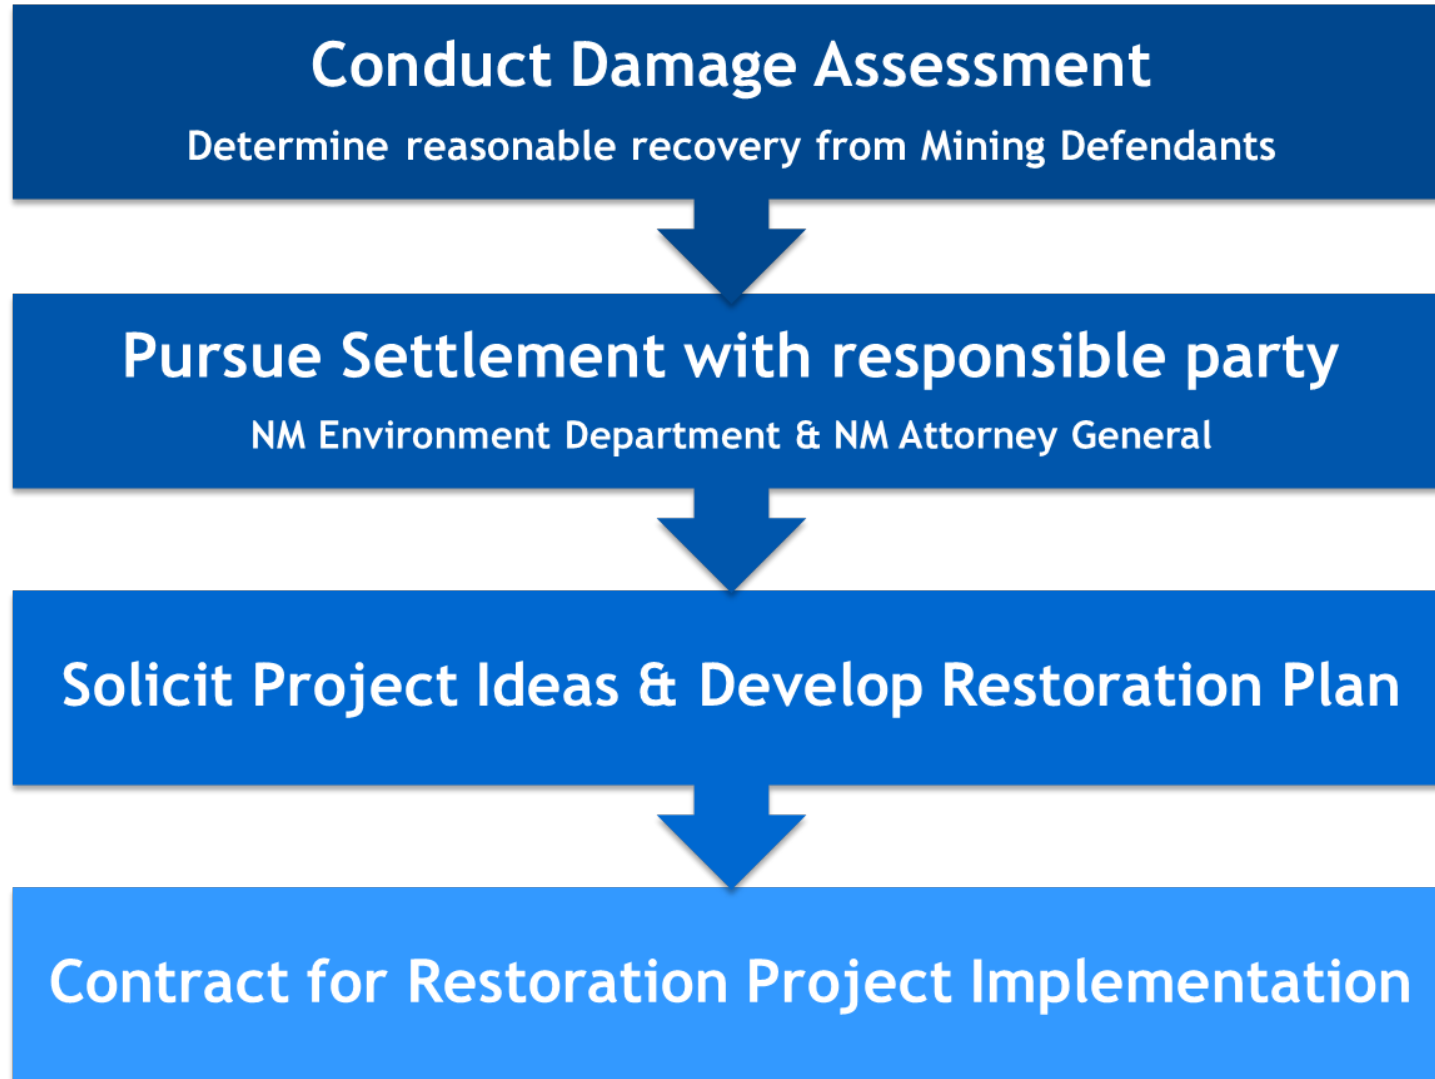 Conduct Damage Assessment
Determine reasonable recovery from Mining Defendants
Pursue Settlement with responsible party
NM Environment Department & NM Attorney General
Solicit Project Ideas & Develop Restoration Plan
Contract for Restoration Project Implementation